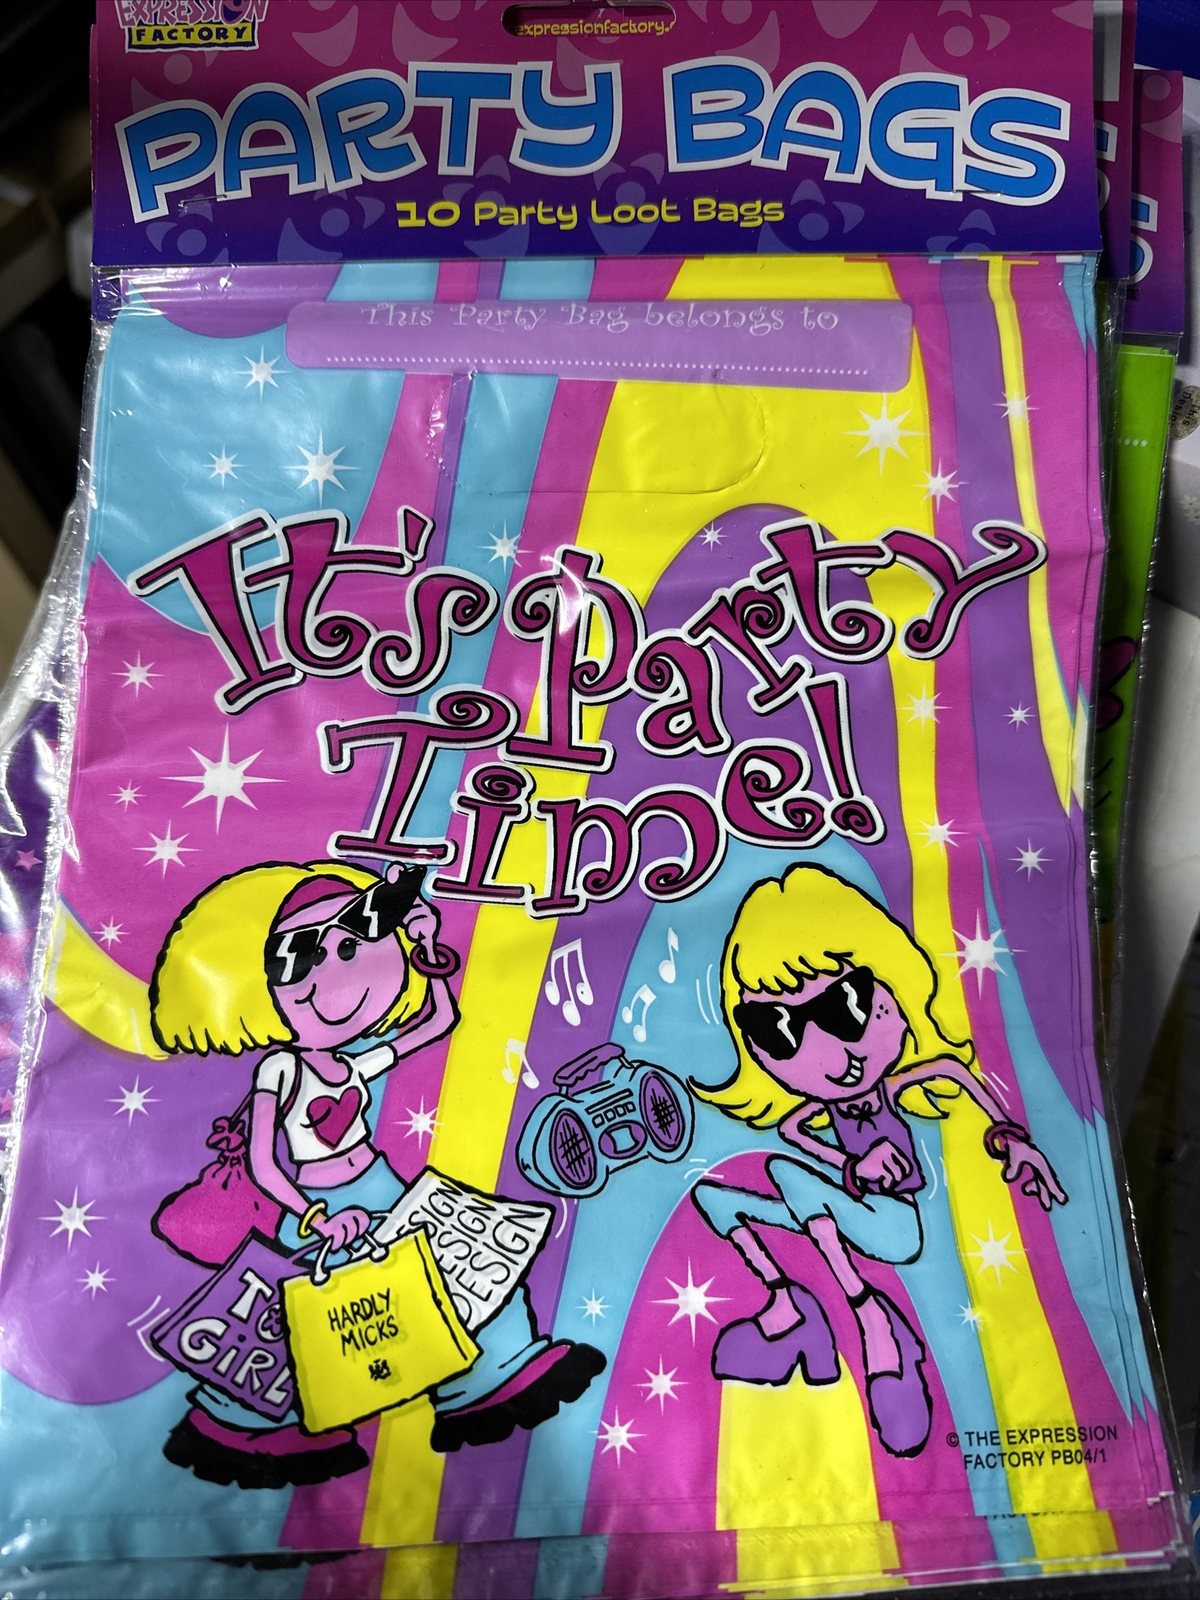 EXPRESSION
FACTORY
expressionfactory.
PARTY BAGS
10 Party Loot Bags
This Party Bag belongs to
It's Party
Time!
DESIGN
DESIGN
DESIGN
TO
GiRL
HARDLY
MICKS
© THE EXPRESSION
FACTORY PB04/1